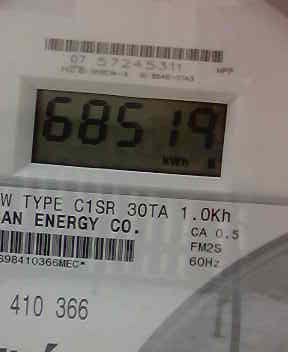 07 57245311
68519
kWh
W TYPE C1SR 30TA 1.0Kh
AN ENERGY CO. CA 0.5
FM2S
98410366MEC* 60Hz
410 366